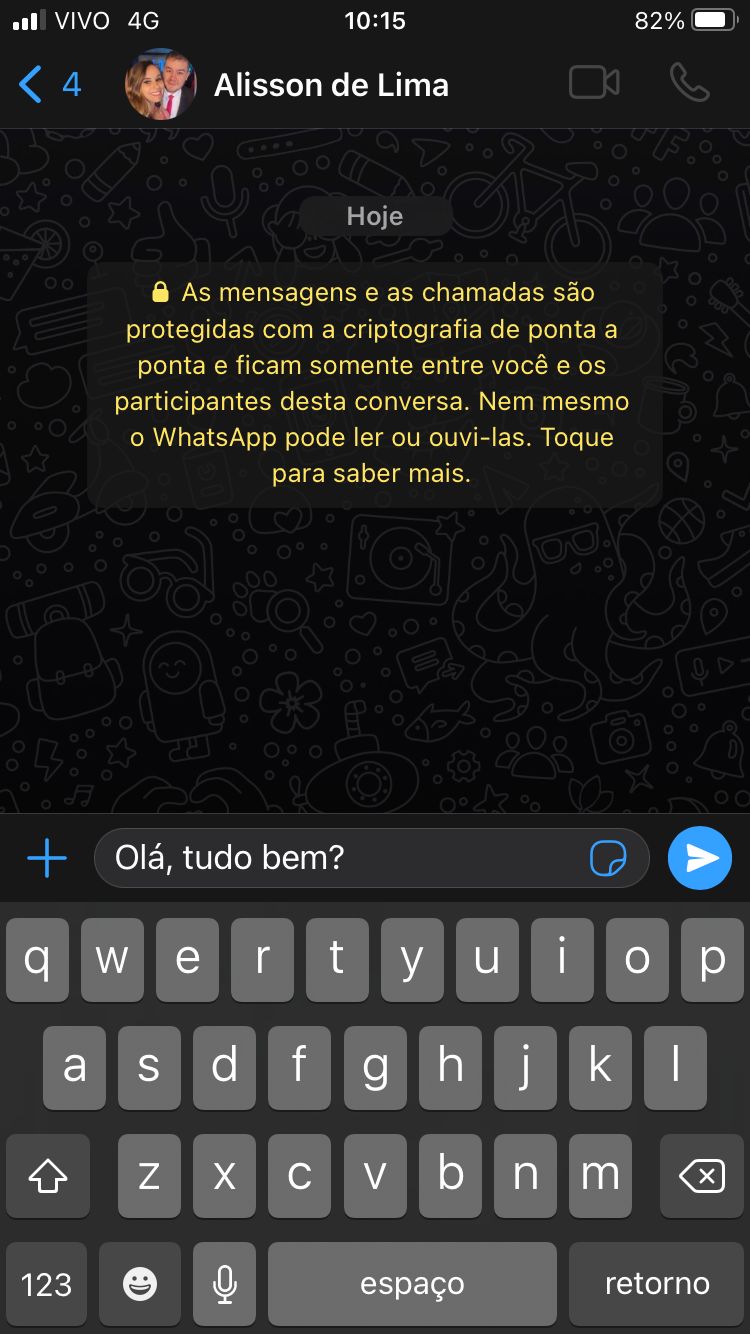 VIVO 4G 10:15 82%
4 Alisson de Lima
Hoje
As mensagens e as chamadas são
protegidas com a criptografia de ponta a
ponta e ficam somente entre você e os
participantes desta conversa. Nem mesmo
o WhatsApp pode ler ou ouvi-las. Toque
para saber mais.
Olá, tudo bem?
q w e r t y u i o p
a s d f g h j k l
z x c v b n m
123 espaço retorno